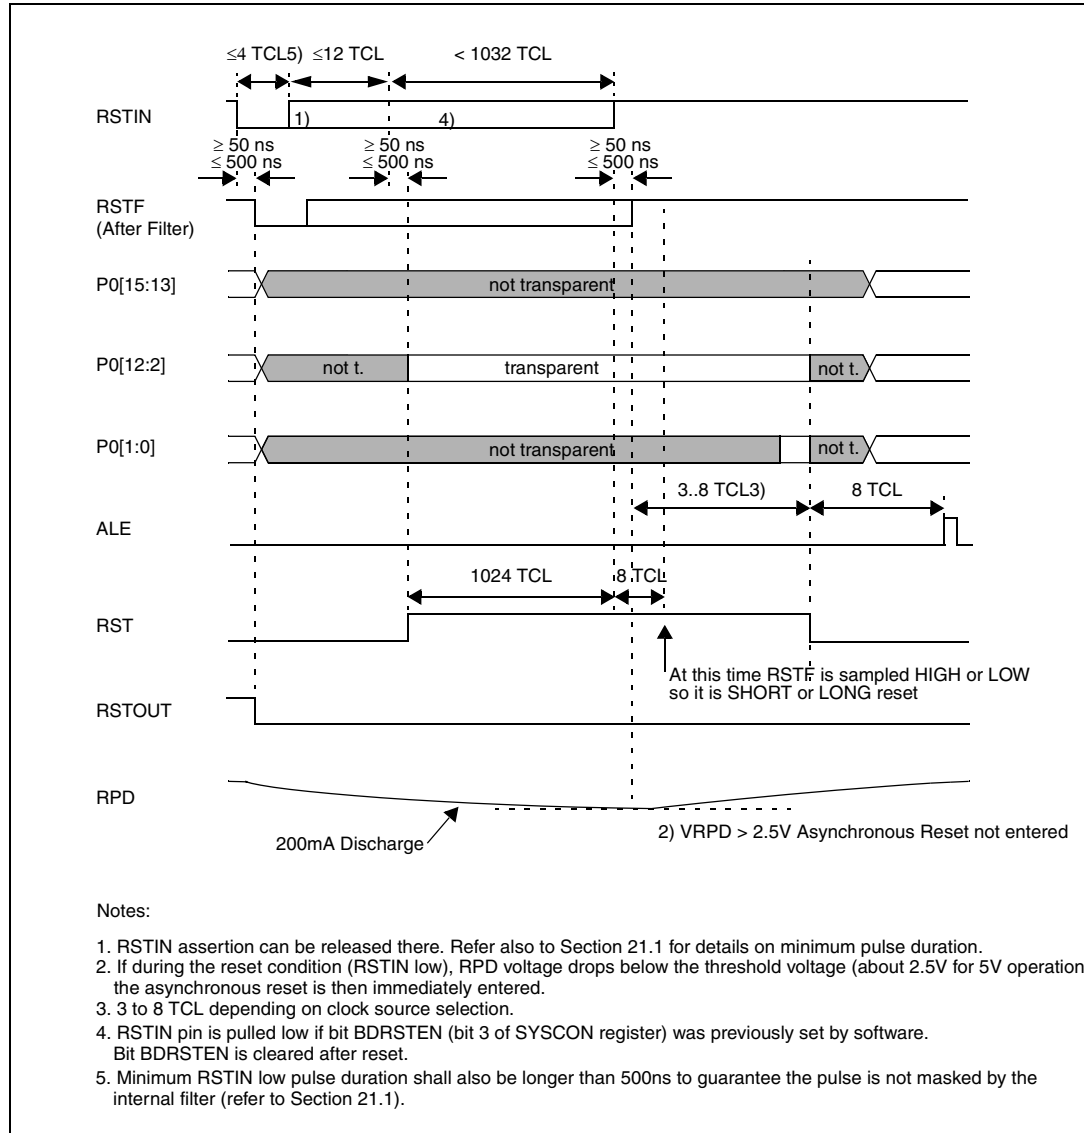 ≤4 TCL5) ≤12 TCL < 1032 TCL
RSTIN
1) 4)
≥ 50 ns ≥ 50 ns ≥ 50 ns
≤ 500 ns ≤ 500 ns ≤ 500 ns
RSTF
(After Filter)
P0[15:13] not transparent
P0[12:2] not t. transparent not t.
P0[1:0] not transparent not t.
3..8 TCL3) 8 TCL
ALE
1024 TCL 8 TCL
RST
At this time RSTF is sampled HIGH or LOW
so it is SHORT or LONG reset
RSTOUT
RPD
200mA Discharge
2) VRPD > 2.5V Asynchronous Reset not entered
Notes:
1. RSTIN assertion can be released there. Refer also to Section 21.1 for details on minimum pulse duration.
2. If during the reset condition (RSTIN low), RPD voltage drops below the threshold voltage (about 2.5V for 5V operation
the asynchronous reset is then immediately entered.
3. 3 to 8 TCL depending on clock source selection.
4. RSTIN pin is pulled low if bit BDRSTEN (bit 3 of SYSCON register) was previously set by software.
Bit BDRSTEN is cleared after reset.
5. Minimum RSTIN low pulse duration shall also be longer than 500ns to guarantee the pulse is not masked by the
internal filter (refer to Section 21.1).